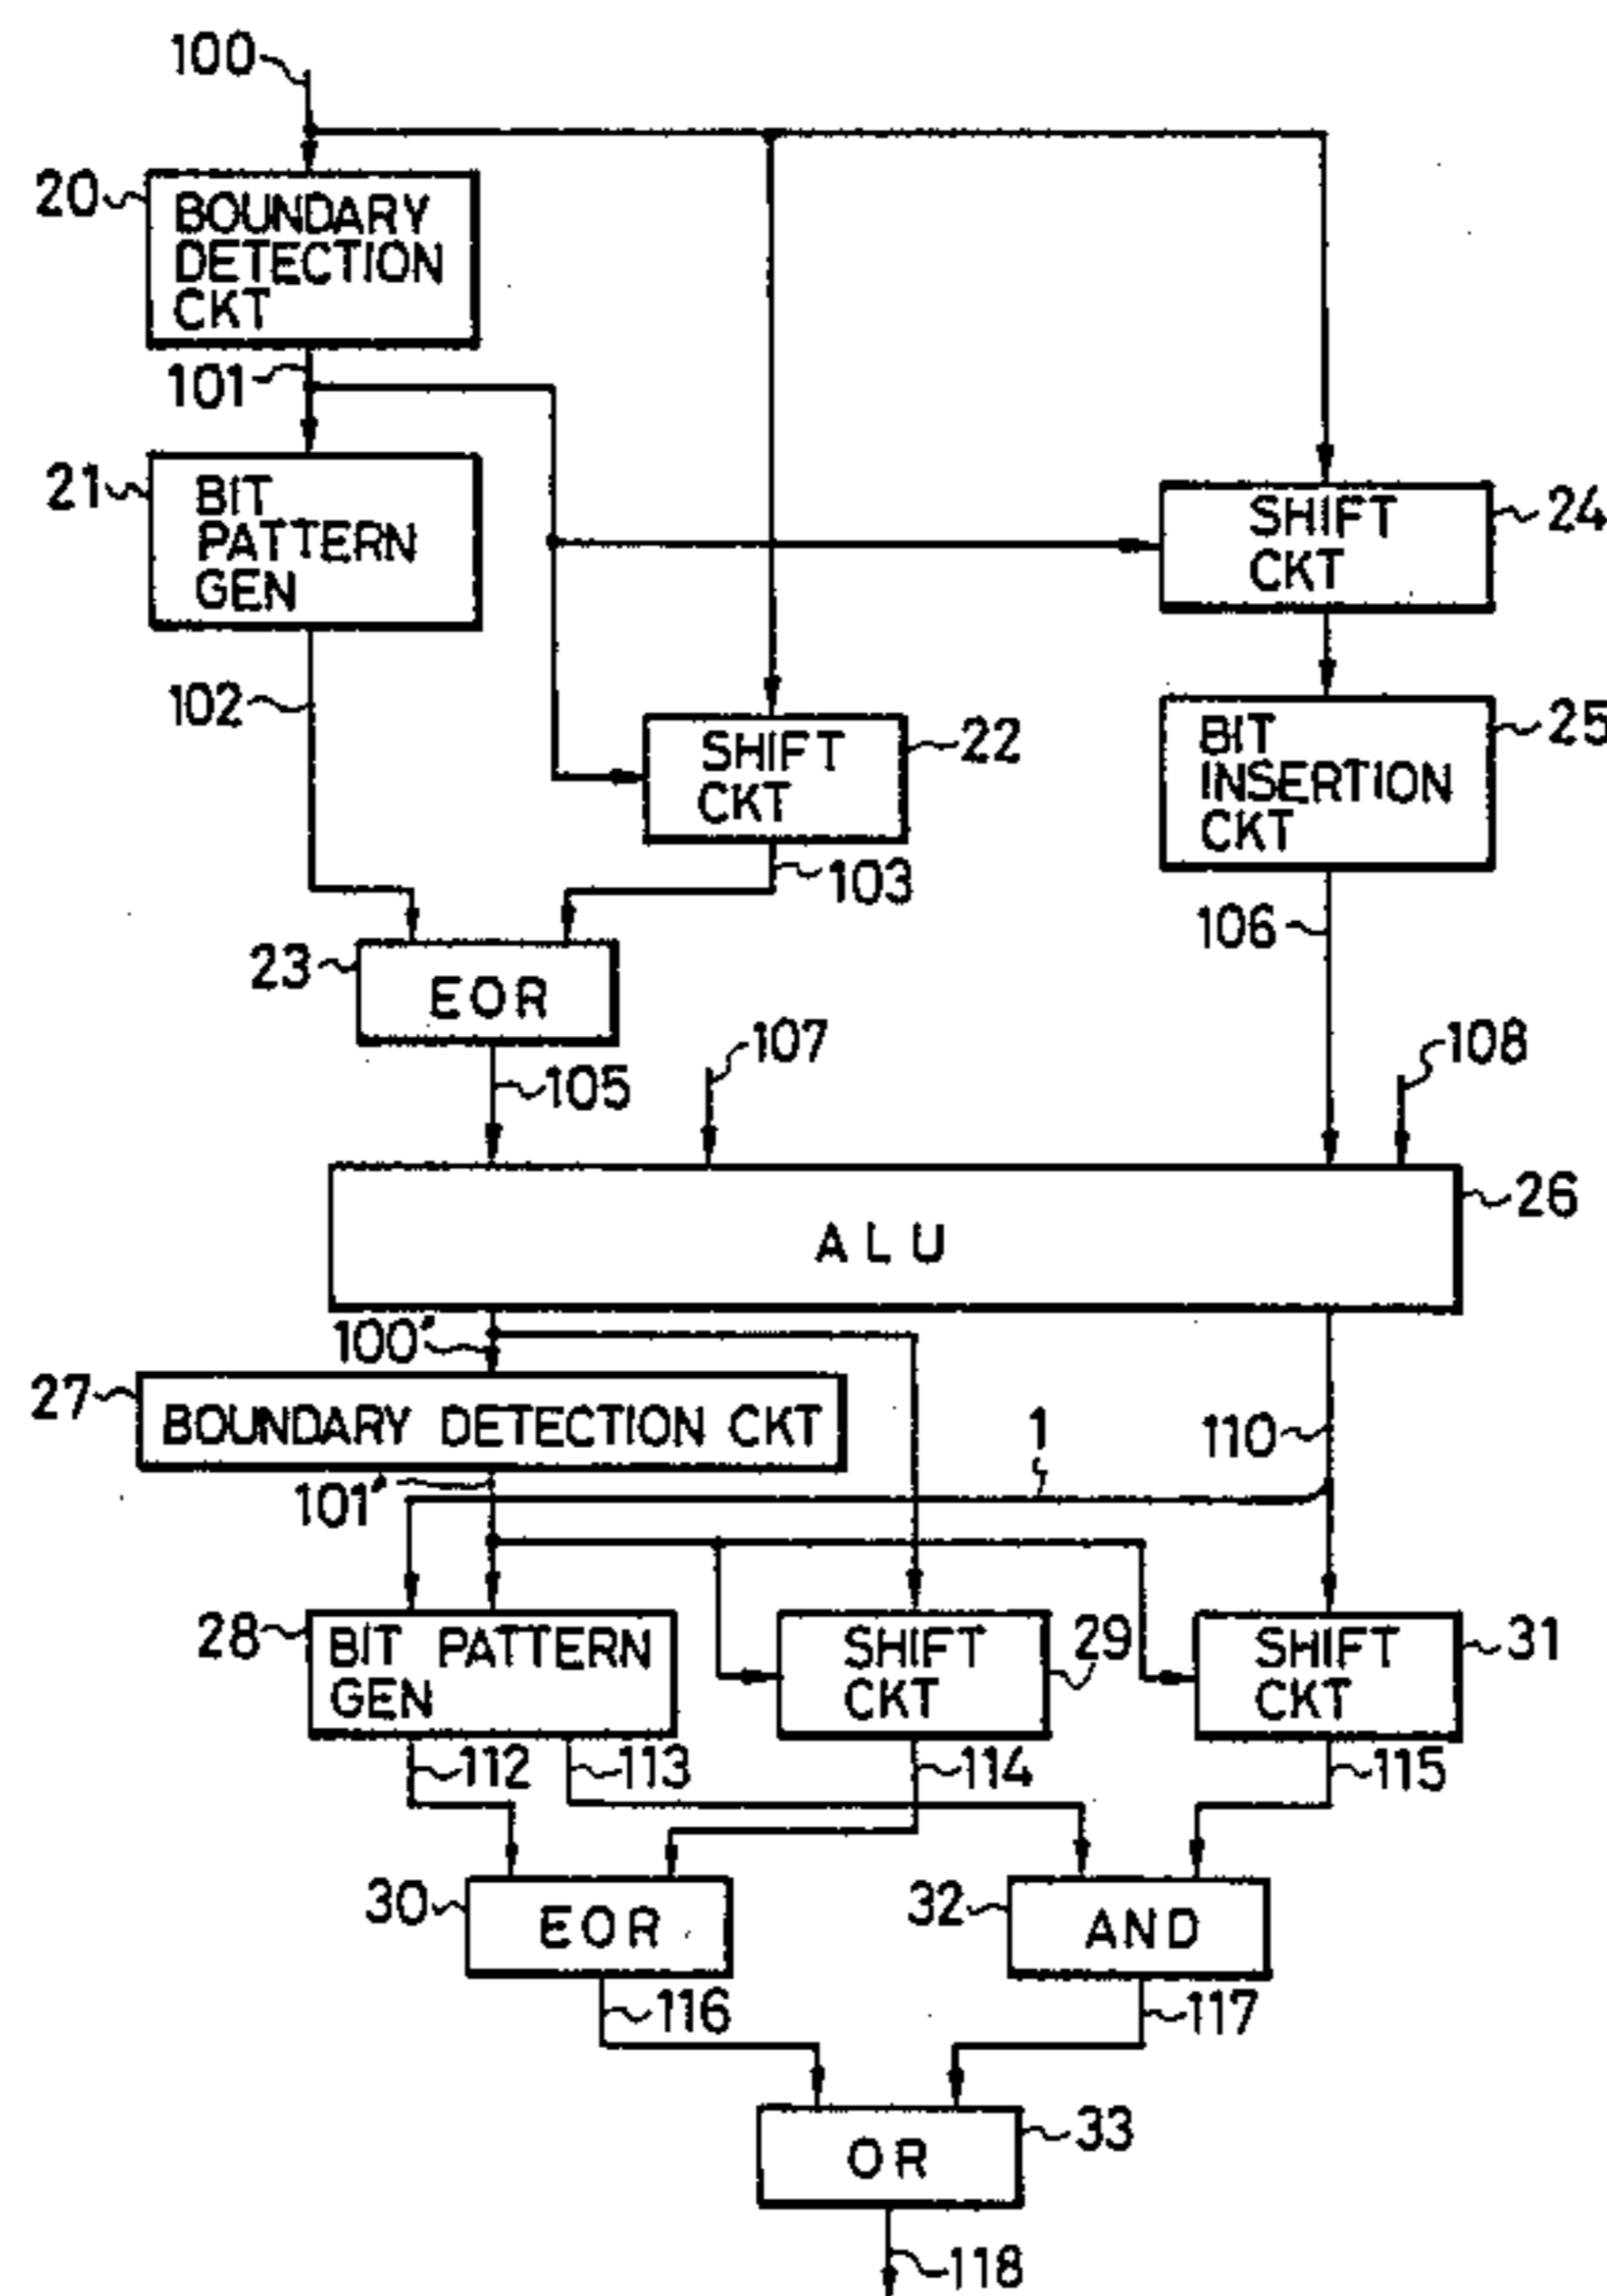 100
20
BOUNDARY
DETECTION
CKT
101
21
BIT
PATTERN
GEN
SHIFT
CKT
24
102
SHIFT
CKT
22
BIT
INSERTION
CKT
25
103
106
23
EOR
107
108
105
ALU
26
100'
27
BOUNDARY DETECTION CKT
1
110
101'
28
BIT PATTERN
GEN
SHIFT
CKT
29
SHIFT
CKT
31
112
113
114
115
30
EOR
32
AND
116
117
OR
33
118